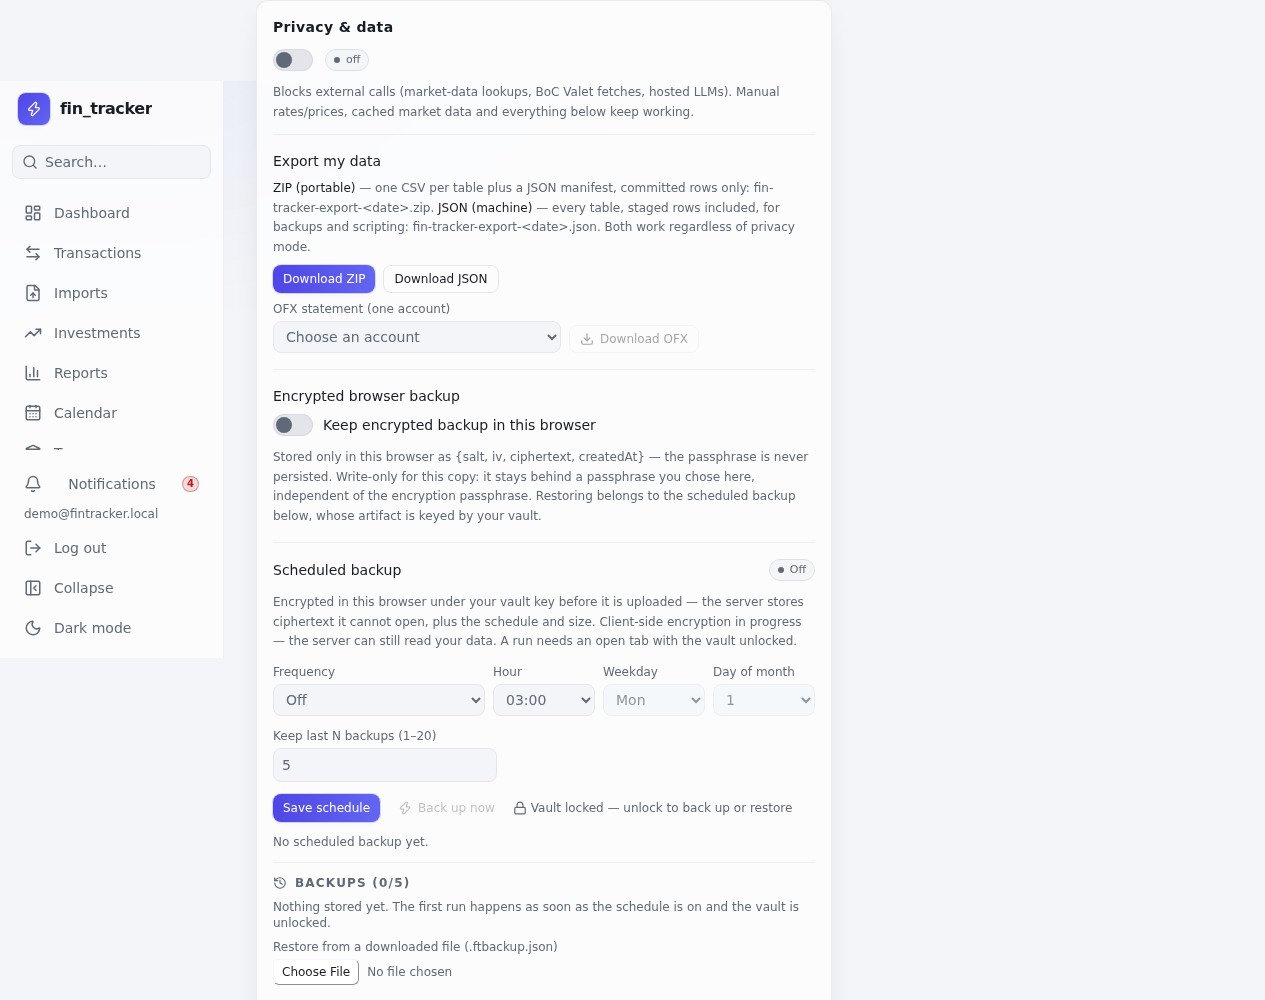 fin_tracker
Search...
Dashboard
Transactions
Imports
Investments
Reports
Calendar
Notifications 4
demo@fintracker.local
Log out
Collapse
Dark mode
Privacy & data
off
Blocks external calls (market-data lookups, BoC Valet fetches, hosted LLMs). Manual
rates/prices, cached market data and everything below keep working.
Export my data
ZIP (portable) — one CSV per table plus a JSON manifest, committed rows only: fin-
tracker-export-<date>.zip. JSON (machine) — every table, staged rows included, for
backups and scripting: fin-tracker-export-<date>.json. Both work regardless of privacy
mode.
Download ZIP Download JSON
OFX statement (one account)
Choose an account Download OFX
Encrypted browser backup
Keep encrypted backup in this browser
Stored only in this browser as {salt, iv, ciphertext, createdAt} — the passphrase is never
persisted. Write-only for this copy: it stays behind a passphrase you chose here,
independent of the encryption passphrase. Restoring belongs to the scheduled backup
below, whose artifact is keyed by your vault.
Scheduled backup Off
Encrypted in this browser under your vault key before it is uploaded — the server stores
ciphertext it cannot open, plus the schedule and size. Client-side encryption in progress
— the server can still read your data. A run needs an open tab with the vault unlocked.
Frequency Hour Weekday Day of month
Off 03:00 Mon 1
Keep last N backups (1–20)
5
Save schedule Back up now Vault locked — unlock to back up or restore
No scheduled backup yet.
BACKUPS (0/5)
Nothing stored yet. The first run happens as soon as the schedule is on and the vault is
unlocked.
Restore from a downloaded file (.ftbackup.json)
Choose File No file chosen